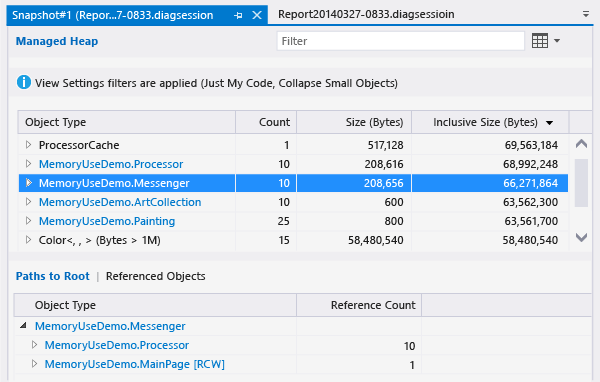 Snapshot#1 (Repor...7-0833.diagsession Report20140327-0833.diagsessioin
Managed Heap Filter
View Settings filters are applied (Just My Code, Collapse Small Objects)
Object Type Count Size (Bytes) Inclusive Size (Bytes)
ProcessorCache 1 517,128 69,563,184
MemoryUseDemo.Processor 10 208,616 68,992,248
MemoryUseDemo.Messenger 10 208,656 66,271,864
MemoryUseDemo.ArtCollection 10 600 63,562,300
MemoryUseDemo.Painting 25 800 63,561,700
Color<, , > (Bytes > 1M) 15 58,480,540 58,480,540
Paths to Root | Referenced Objects
Object Type Reference Count
MemoryUseDemo.Messenger
MemoryUseDemo.Processor 10
MemoryUseDemo.MainPage [RCW] 1